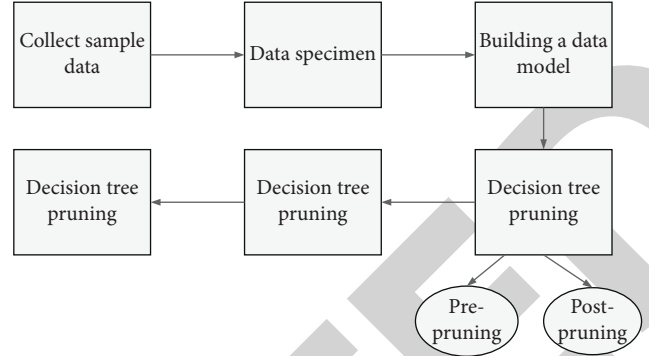 Collect sample
data
Data specimen
Building a data
model
Decision tree
pruning
Decision tree
pruning
Decision tree
pruning
Pre-
pruning
Post-
pruning